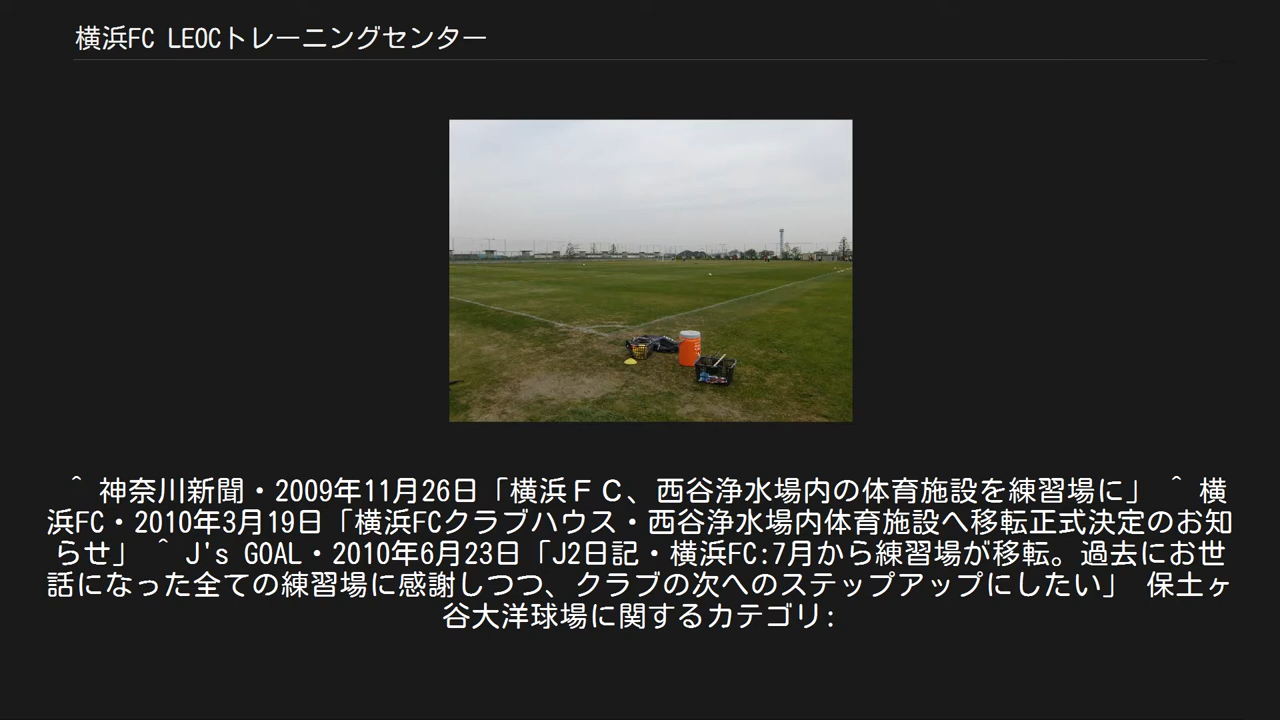 横浜FC LEOCトレーニングセンター
^ 神奈川新聞・2009年11月26日「横浜ＦＣ、西谷浄水場内の体育施設を練習場に」 ^ 横
浜FC・2010年3月19日「横浜FCクラブハウス・西谷浄水場内体育施設へ移転正式決定のお知
らせ」 ^ J's GOAL・2010年6月23日「J2日記・横浜FC:7月から練習場が移転。過去にお世
話になった全ての練習場に感謝しつつ、クラブの次へのステップアップにしたい」 保土ヶ
谷大洋球場に関するカテゴリ: